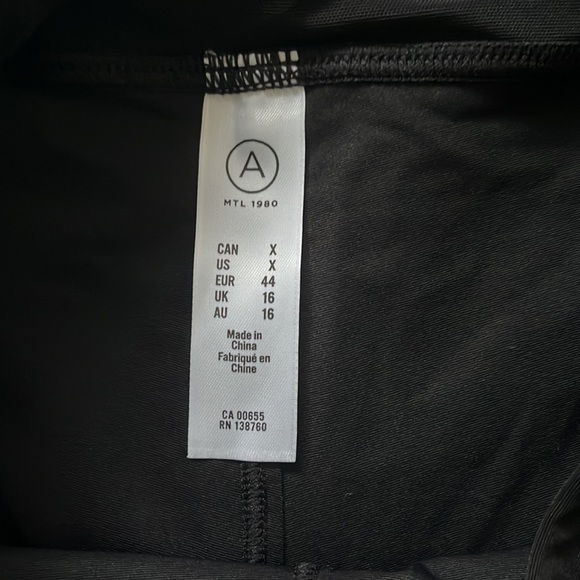 A
MTL 1980
CAN X
US X
EUR 44
UK 16
AU 16
Made in
China
Fabriqué en
Chine
CA 00655
RN 138760